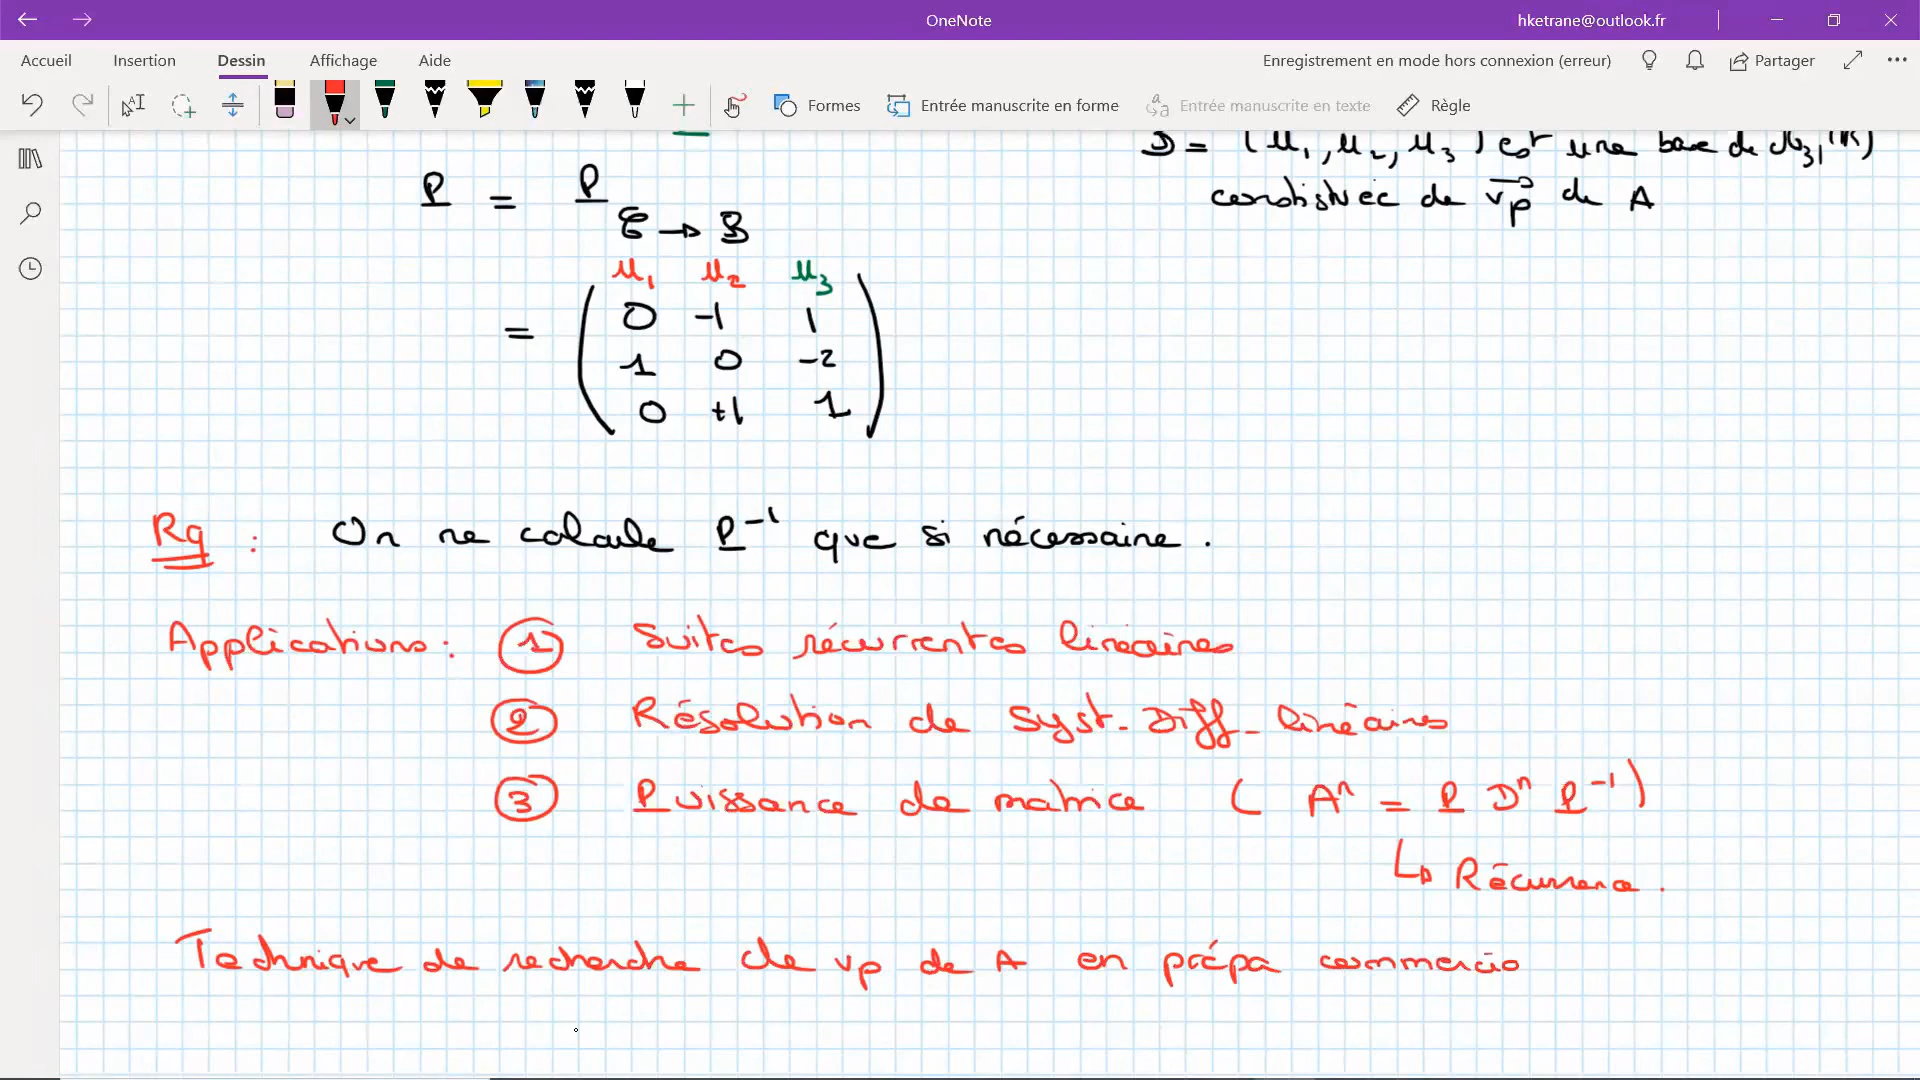 OneNote
hketrane@outlook.fr
Accueil Insertion Dessin Affichage Aide
Enregistrement en mode hors connexion (erreur) Partager
Formes Entrée manuscrite en forme Entrée manuscrite en texte Règle
= (u1, u2, u3) est une base de M3,1(K)
constituée de vp de A
P = P C → B
u1 u2 u3
= ( 0 -1 1
1 0 -2
0 +1 1 )
Rq : On ne calcule P⁻¹ que si nécessaire.
Applications : 1 Suites récurrentes linéaires
2 Résolution de Syst. Diff. linéaires
3 Puissance de matrice ( Aⁿ = P Dⁿ P⁻¹ )
↳ Récurrence.
Technique de recherche de vp de A en prépa commercio